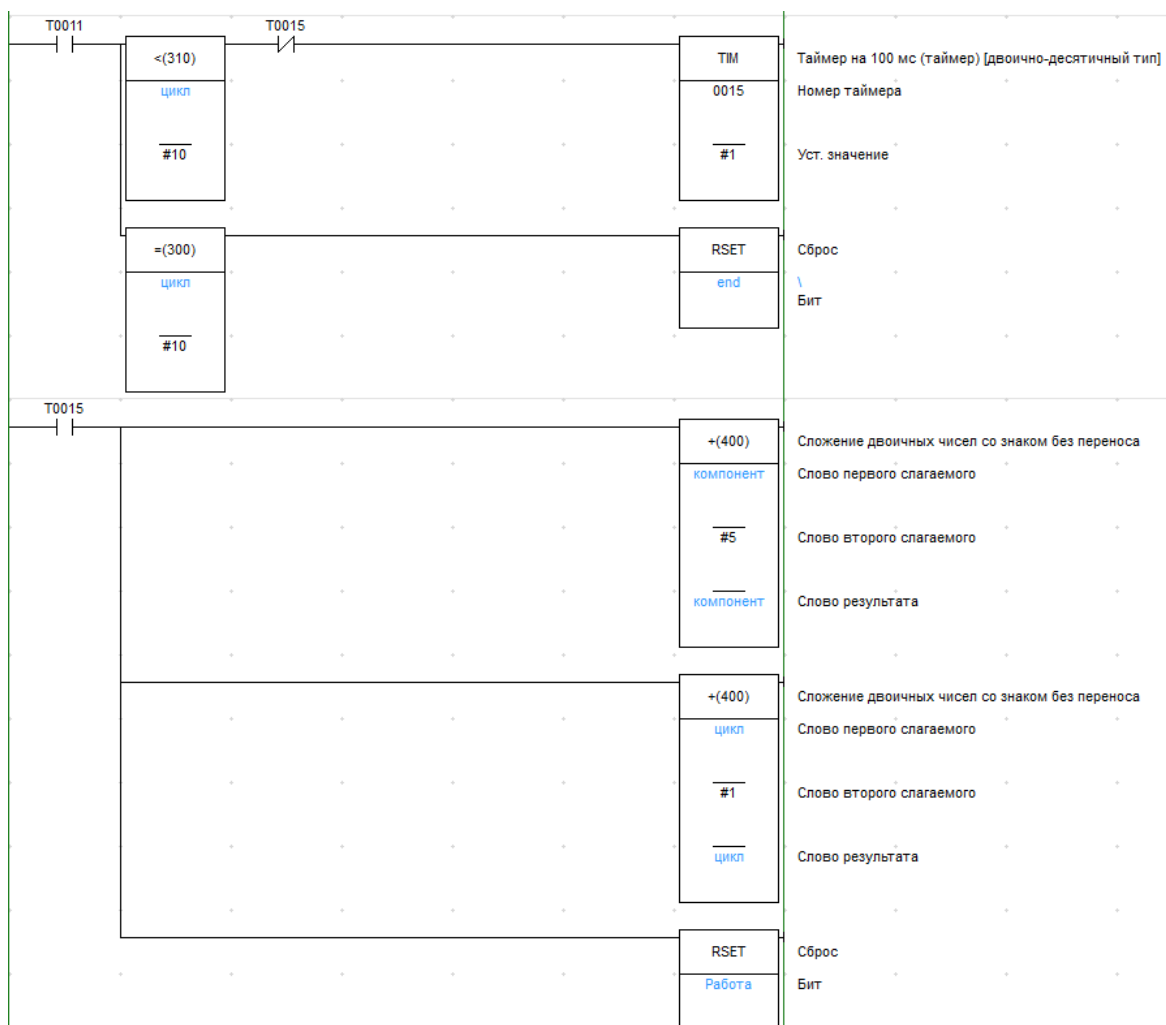 T0011
T0015
<(310)
TIM
Таймер на 100 мс (таймер) [двоично-десятичный тип]
цикл
0015
Номер таймера
#10
#1
Уст. значение
=(300)
RSET
Сброс
цикл
end
\
Бит
#10
T0015
+(400)
Сложение двоичных чисел со знаком без переноса
компонент
Слово первого слагаемого
#5
Слово второго слагаемого
компонент
Слово результата
+(400)
Сложение двоичных чисел со знаком без переноса
цикл
Слово первого слагаемого
#1
Слово второго слагаемого
цикл
Слово результата
RSET
Сброс
Работа
Бит